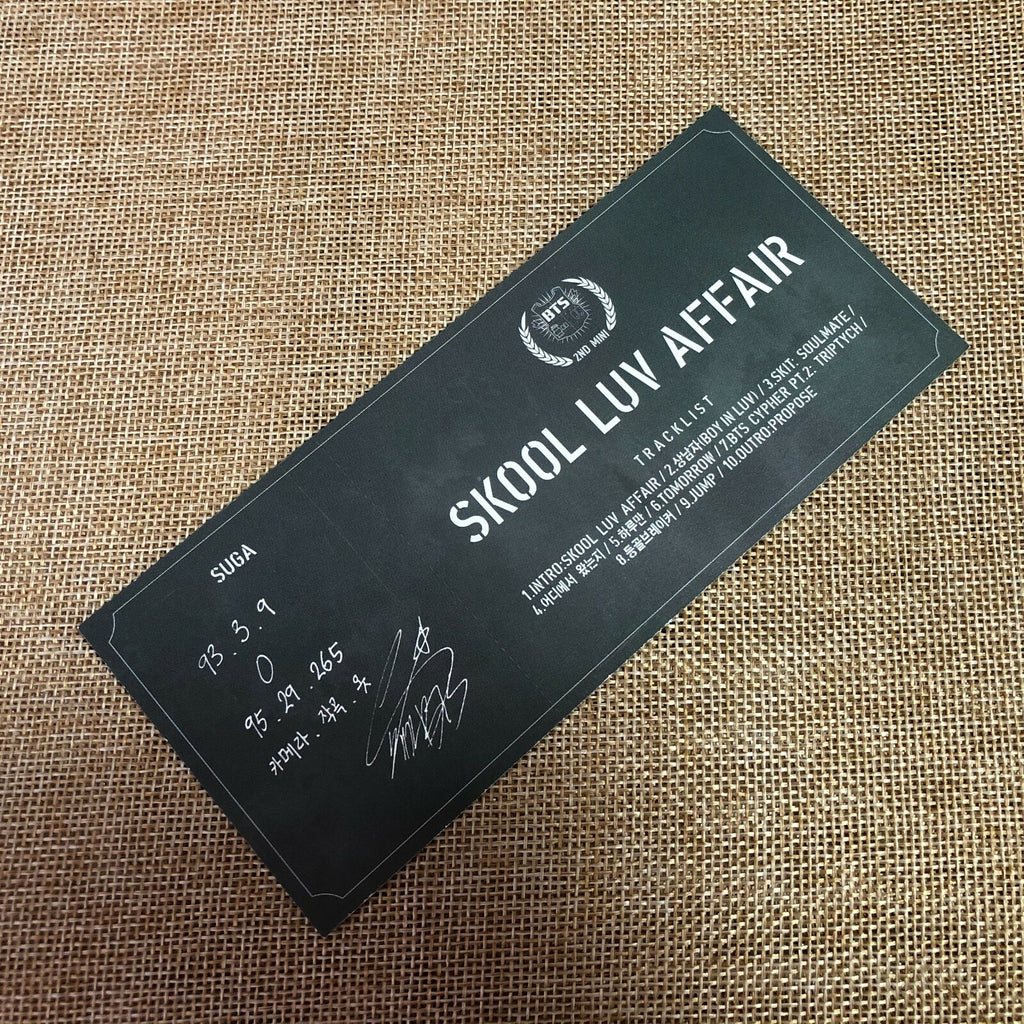 BTS
2ND MINI
SKOOL LUV AFFAIR
TRACKLIST
1.INTRO:SKOOL LUV AFFAIR / 2.상남자(BOY IN LUV) / 3.SKIT: SOULMATE /
4.어디에서 왔는지 / 5.하루만 / 6.TOMORROW / 7.BTS CYPHER PT.2: TRIPTYCH /
8.등골브레이커 / 9.JUMP / 10.OUTRO:PROPOSE
SUGA
93.3.9
O
95.29.265
카메라.작곡.옷